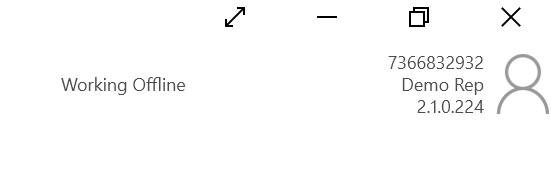 7366832932
Working Offline
Demo Rep
2.1.0.224